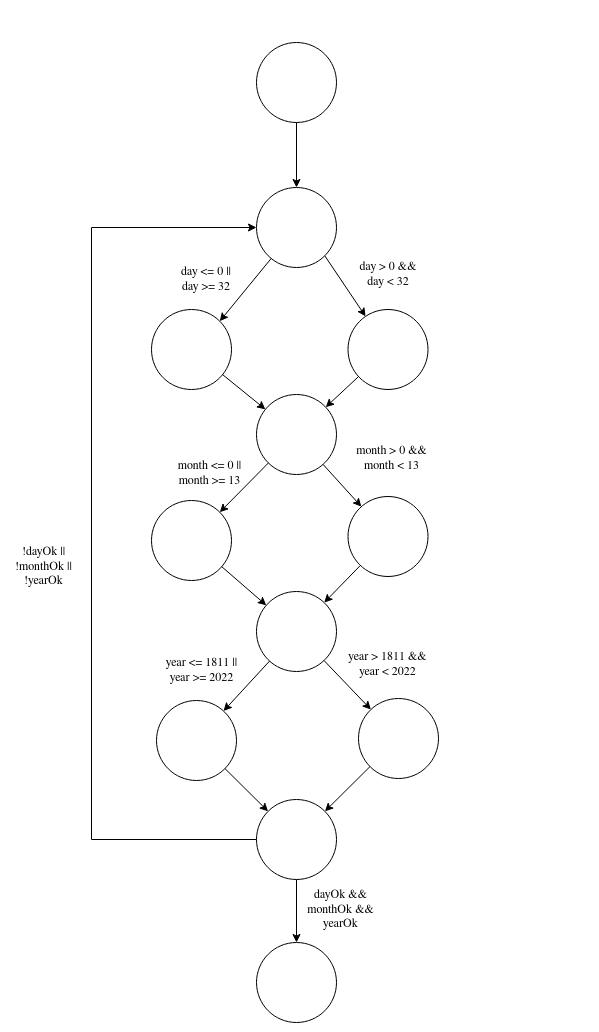 day <= 0 ||
day >= 32
day > 0 &&
day < 32
month <= 0 ||
month >= 13
month > 0 &&
month < 13
!dayOk ||
!monthOk ||
!yearOk
year <= 1811 ||
year >= 2022
year > 1811 &&
year < 2022
dayOk &&
monthOk &&
yearOk